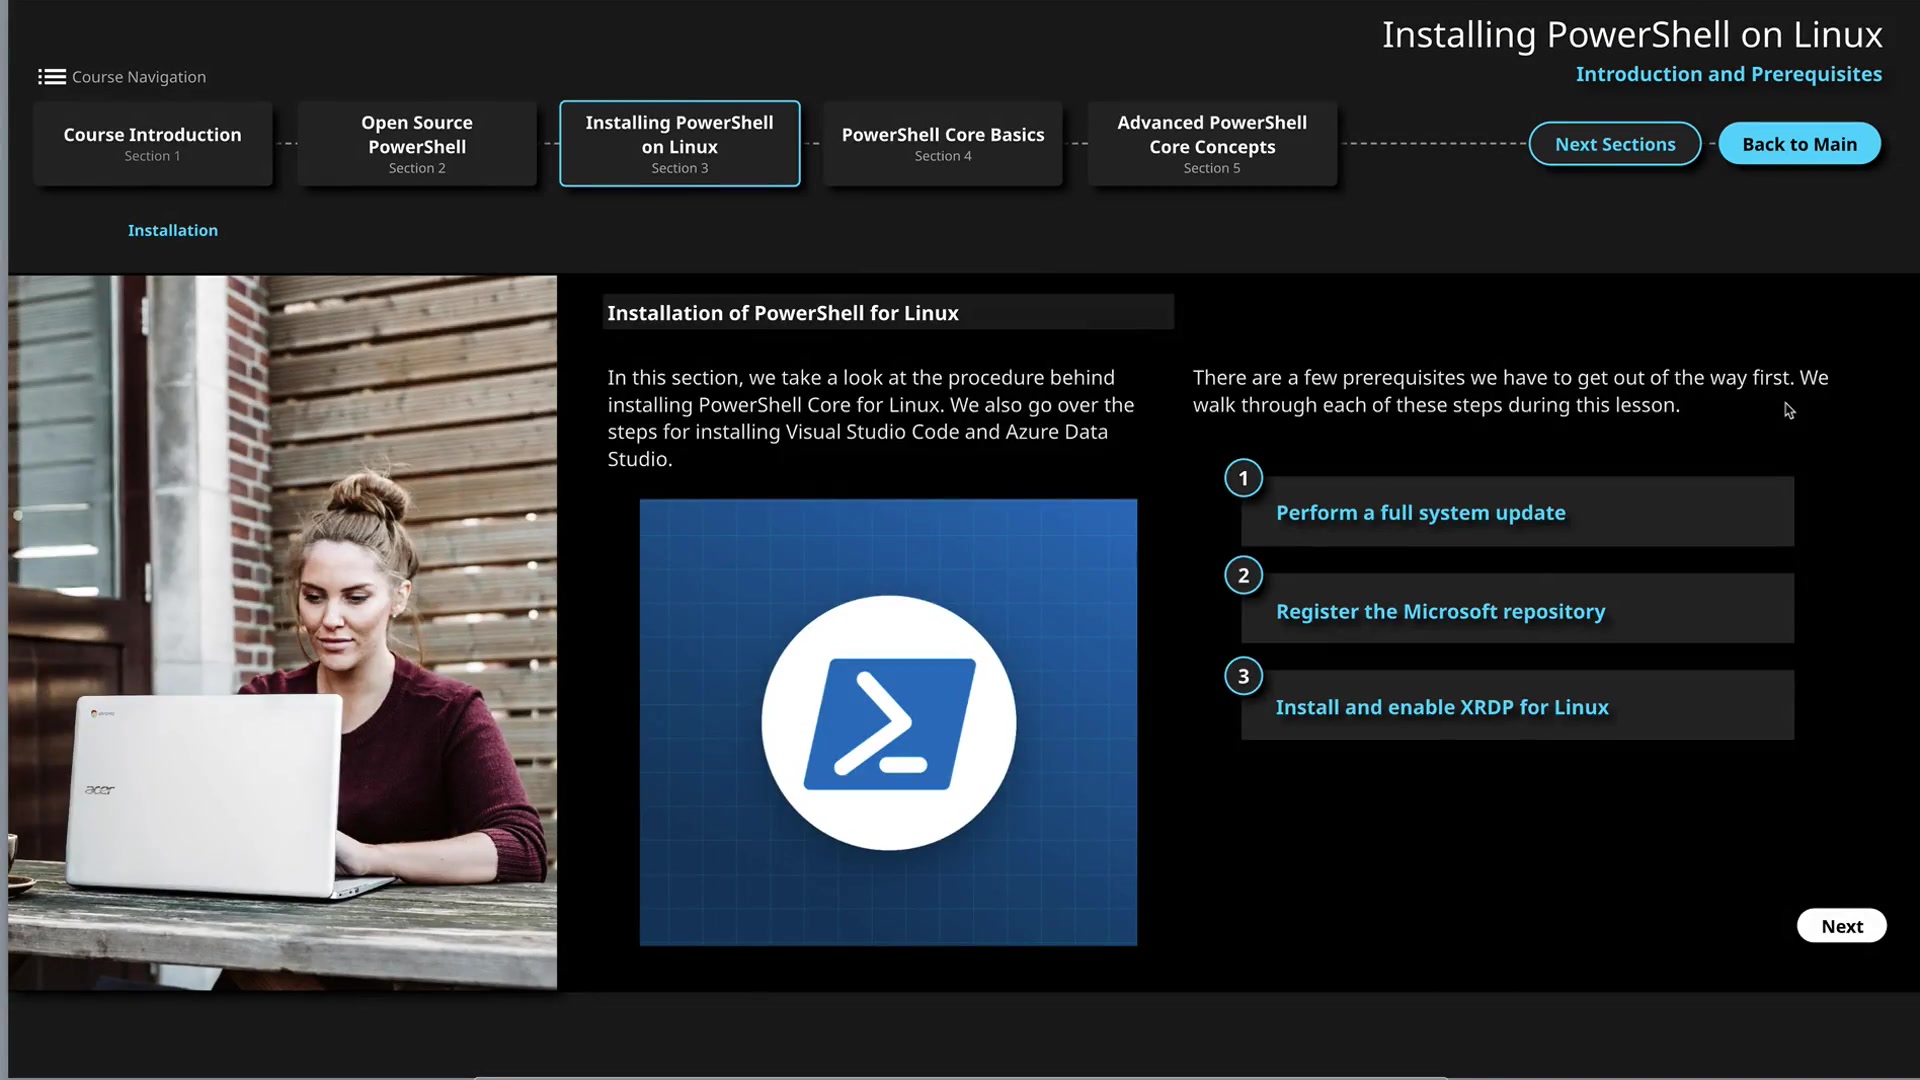 Installing PowerShell on Linux
Introduction and Prerequisites
Course Navigation
Course Introduction
Section 1
Open Source
PowerShell
Section 2
Installing PowerShell
on Linux
Section 3
PowerShell Core Basics
Section 4
Advanced PowerShell
Core Concepts
Section 5
Next Sections
Back to Main
Installation
Installation of PowerShell for Linux
In this section, we take a look at the procedure behind
installing PowerShell Core for Linux. We also go over the
steps for installing Visual Studio Code and Azure Data
Studio.
There are a few prerequisites we have to get out of the way first. We
walk through each of these steps during this lesson.
1
Perform a full system update
2
Register the Microsoft repository
3
Install and enable XRDP for Linux
acer
Next